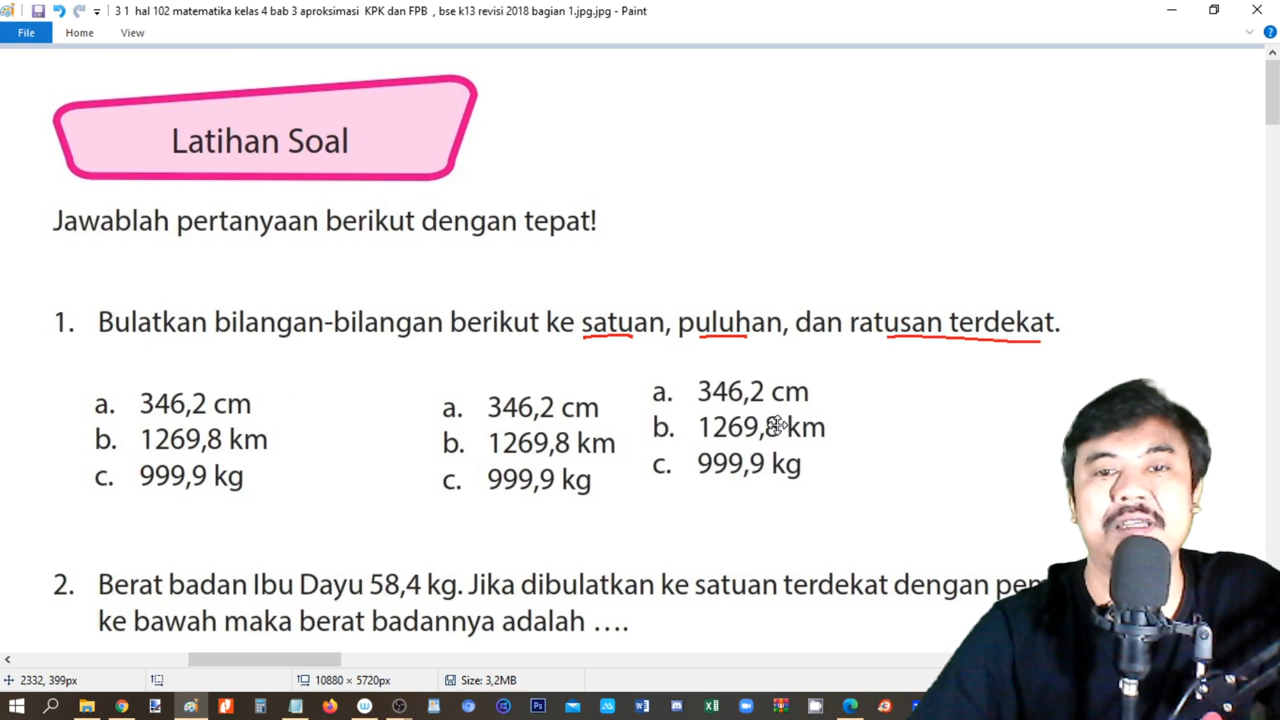 3 1 hal 102 matematika kelas 4 bab 3 aproksimasi KPK dan FPB , bse k13 revisi 2018 bagian 1.jpg.jpg - Paint
File Home View
Latihan Soal
Jawablah pertanyaan berikut dengan tepat!
1. Bulatkan bilangan-bilangan berikut ke satuan, puluhan, dan ratusan terdekat.
a. 346,2 cm
b. 1269,8 km
c. 999,9 kg
a. 346,2 cm
b. 1269,8 km
c. 999,9 kg
a. 346,2 cm
b. 1269,8 km
c. 999,9 kg
2. Berat badan Ibu Dayu 58,4 kg. Jika dibulatkan ke satuan terdekat dengan
ke bawah maka berat badannya adalah ….
2332, 399px 10880 × 5720px Size: 3,2MB